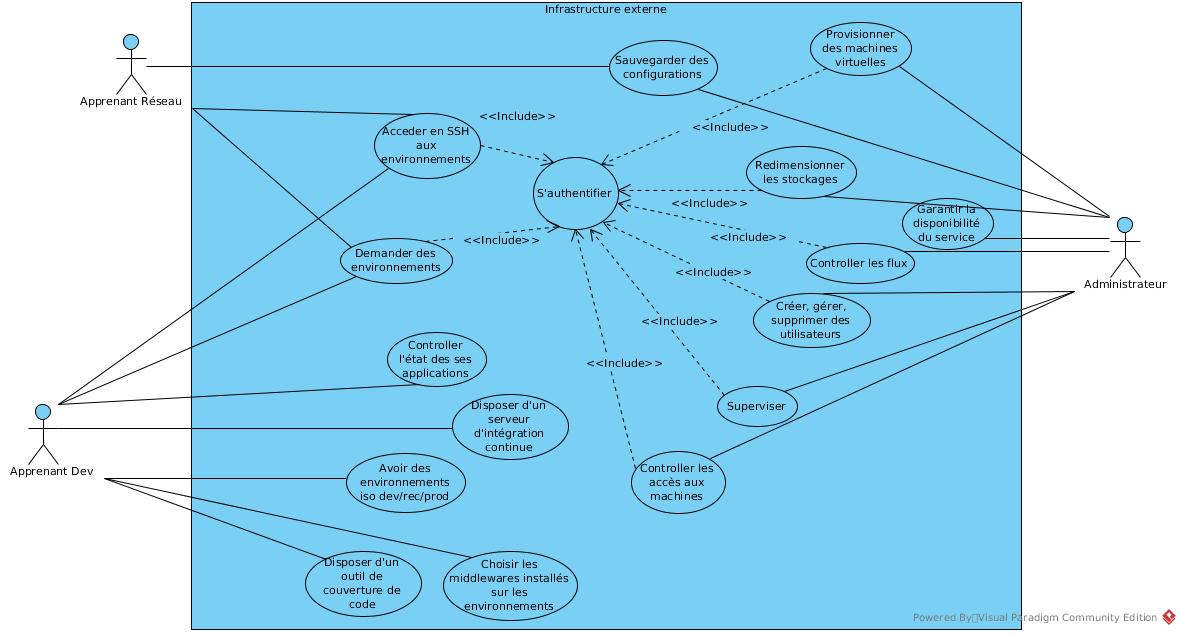 Infrastructure externe
Provisionner
des machines
virtuelles
Sauvegarder des
configurations
Apprenant Réseau
<<Include>>
<<Include>>
Acceder en SSH
aux
environnements
Redimensionner
les stockages
S'authentifier
<<Include>>
Garantir la
disponibilité
du service
<<Include>>
<<Include>>
Demander des
environnements
Controller les flux
<<Include>>
Administrateur
Créer, gérer,
supprimer des
utilisateurs
<<Include>>
Controller
l'état des ses
applications
<<Include>>
Superviser
Disposer d'un
serveur
d'intégration
continue
Apprenant Dev
Avoir des
environnements
iso dev/rec/prod
Controller les
accès aux
machines
Disposer d'un
outil de
couverture de
code
Choisir les
middlewares installés
sur les
environnements
Powered By Visual Paradigm Community Edition